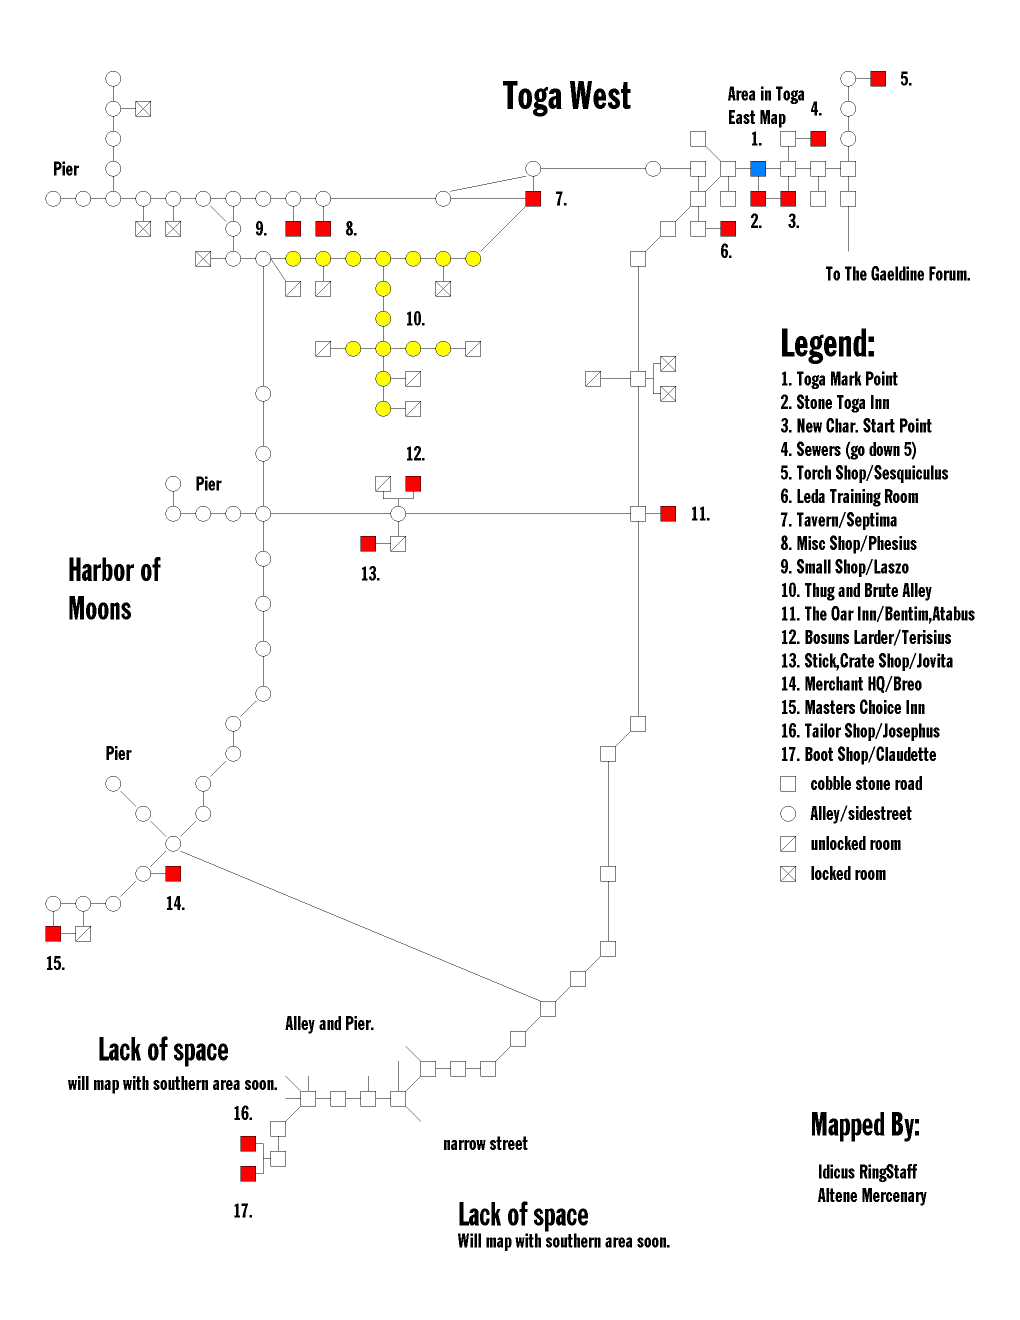 Toga West
Area in Toga
East Map
4.
5.
1.
Pier
7.
9.
8.
2.
3.
6.
To The Gaeldine Forum.
10.
Legend:
1. Toga Mark Point
2. Stone Toga Inn
3. New Char. Start Point
4. Sewers (go down 5)
5. Torch Shop/Sesquiculus
6. Leda Training Room
7. Tavern/Septima
8. Misc Shop/Phesius
9. Small Shop/Laszo
10. Thug and Brute Alley
11. The Oar Inn/Bentim,Atabus
12. Bosuns Larder/Terisius
13. Stick,Crate Shop/Jovita
14. Merchant HQ/Breo
15. Masters Choice Inn
16. Tailor Shop/Josephus
17. Boot Shop/Claudette
cobble stone road
Alley/sidestreet
unlocked room
locked room
12.
Pier
11.
13.
Harbor of
Moons
Pier
14.
15.
Alley and Pier.
Lack of space
will map with southern area soon.
16.
narrow street
17.
Lack of space
Will map with southern area soon.
Mapped By:
Idicus RingStaff
Altene Mercenary